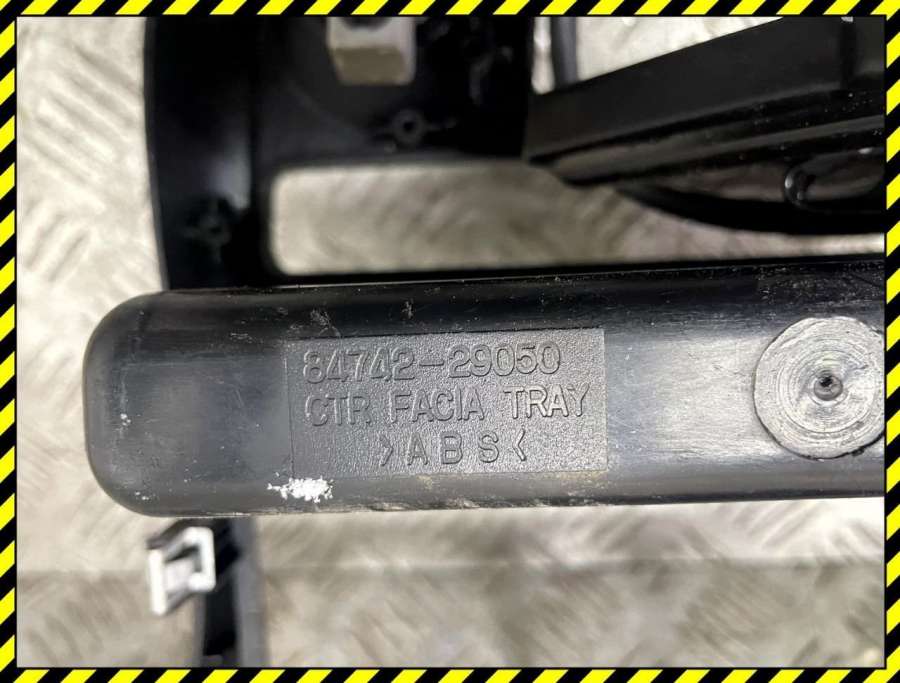 84742-29050
CTR FACIA TRAY
>ABS<